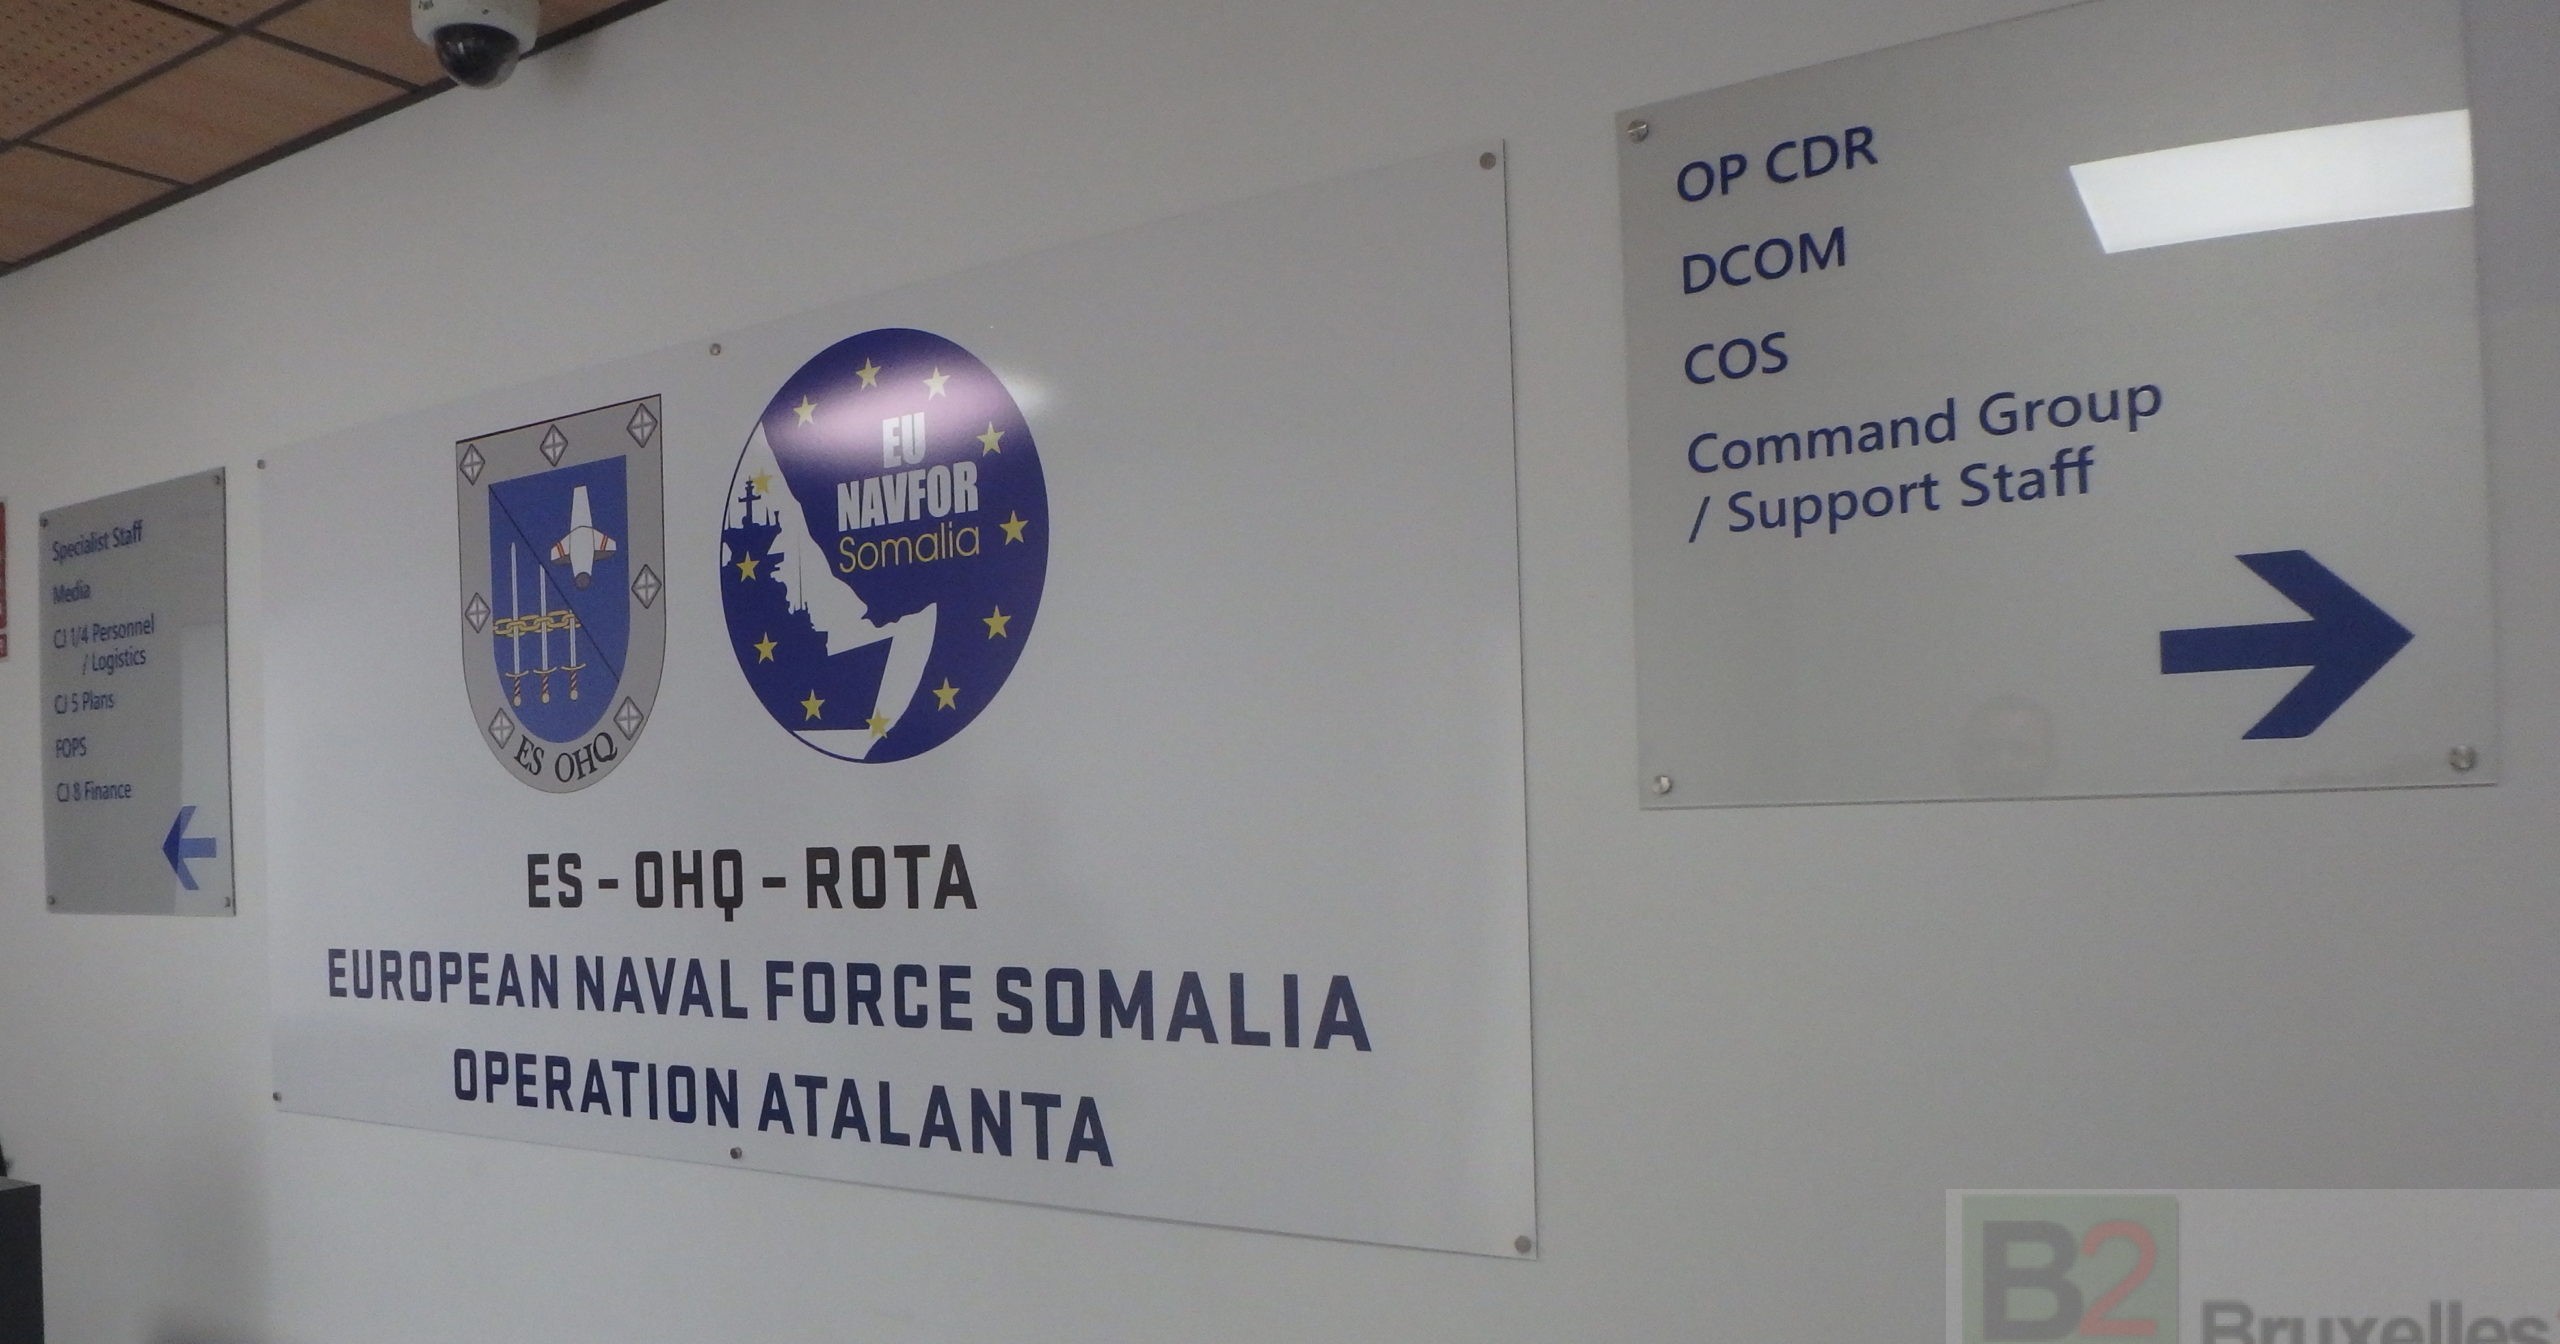 Specialist Staff
Media
CJ 1/4 Personnel
/ Logistics
CJ 5 Plans
FOPS
CJ 8 Finance
ES OHQ
EU
NAVFOR
Somalia
ES - OHQ - ROTA
EUROPEAN NAVAL FORCE SOMALIA
OPERATION ATALANTA
OP CDR
DCOM
COS
Command Group
/ Support Staff
B2
Bruxelles